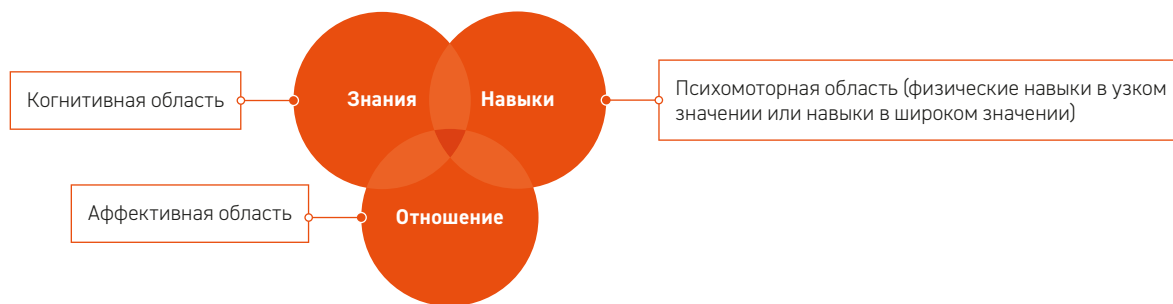 Когнитивная область
Знания
Навыки
Психомоторная область (физические навыки в узком
значении или навыки в широком значении)
Аффективная область
Отношение